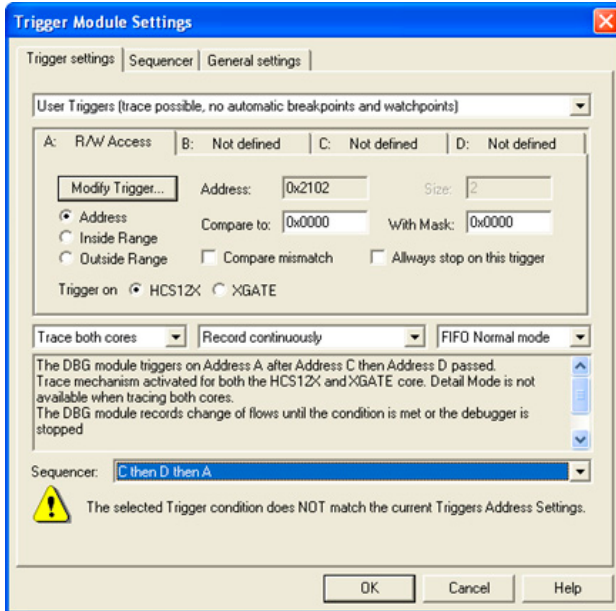 Trigger Module Settings
Trigger settings Sequencer General settings
User Triggers (trace possible, no automatic breakpoints and watchpoints)
A: R/W Access B: Not defined C: Not defined D: Not defined
Modify Trigger... Address: 0x2102 Size: 2
Address Compare to: 0x0000 With Mask: 0x0000
Inside Range
Outside Range Compare mismatch Allways stop on this trigger
Trigger on HCS12X XGATE
Trace both cores Record continuously FIFO Normal mode
The DBG module triggers on Address A after Address C then Address D passed.
Trace mechanism activated for both the HCS12X and XGATE core. Detail Mode is not
available when tracing both cores.
The DBG module records change of flows until the condition is met or the debugger is
stopped
Sequencer: C then D then A
The selected Trigger condition does NOT match the current Triggers Address Settings.
OK Cancel Help